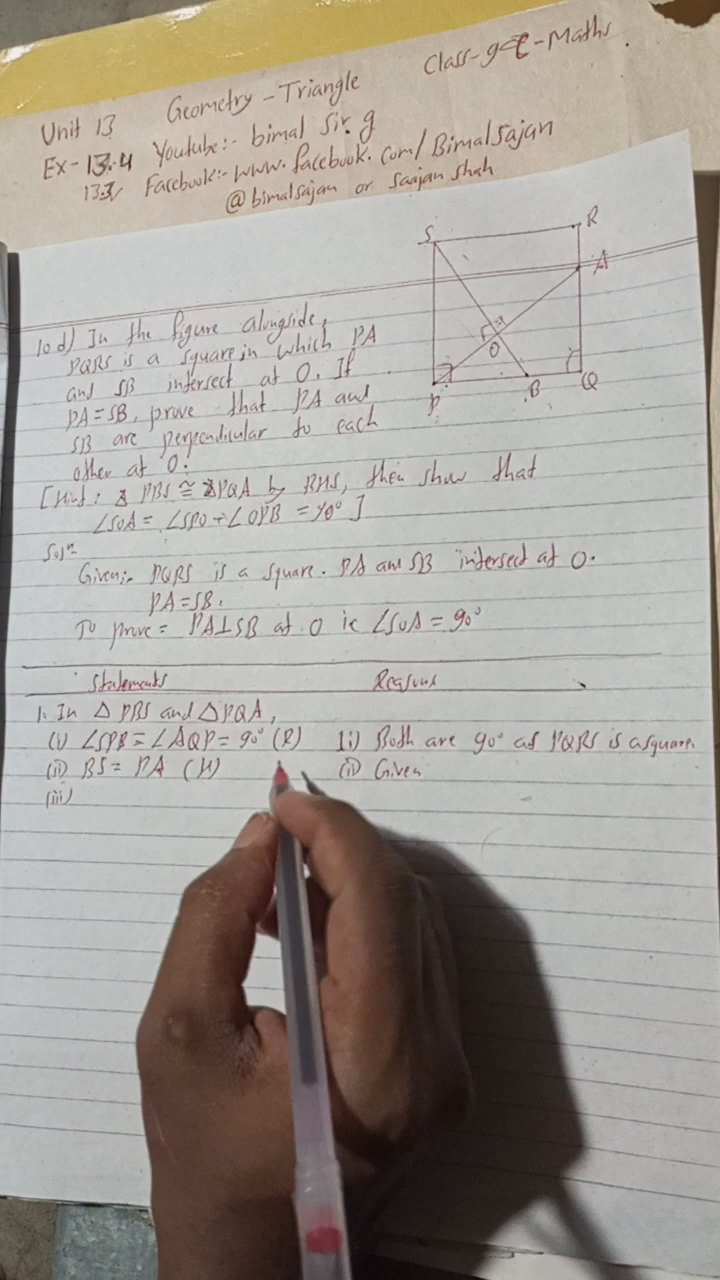 Unit 13 Geometry - Triangle Class - 9 - Maths
Ex - 13.4 Youtube:- bimal Sir. g
Facebook:- www.facebook.com/Bimalsajan
@bimalsajan or Saajan Shah
S
R
A
O
P
B
Q
10.d) In the figure alongside,
PQRS is a square in which PA
and SB intersect at O. If
PA = SB, prove that PA and
SB are perpendicular to each
other at O.
[Hint: Δ PBS ≅ ΔPQA by RHS, then show that
∠SOA = ∠SPO + ∠OPB = 90° ]
Solⁿ
Given:- PQRS is a square. PA and SB intersect at O.
PA = SB.
To prove = PA⊥SB at O ie ∠SOA = 90°
Statements Reasons
1. In Δ PBS and ΔPQA,
(i) ∠SPB = ∠AQP = 90° (R) 1i) Both are 90° as PQRS is a square.
(ii) BS = PA (H) (ii) Given
(iii)